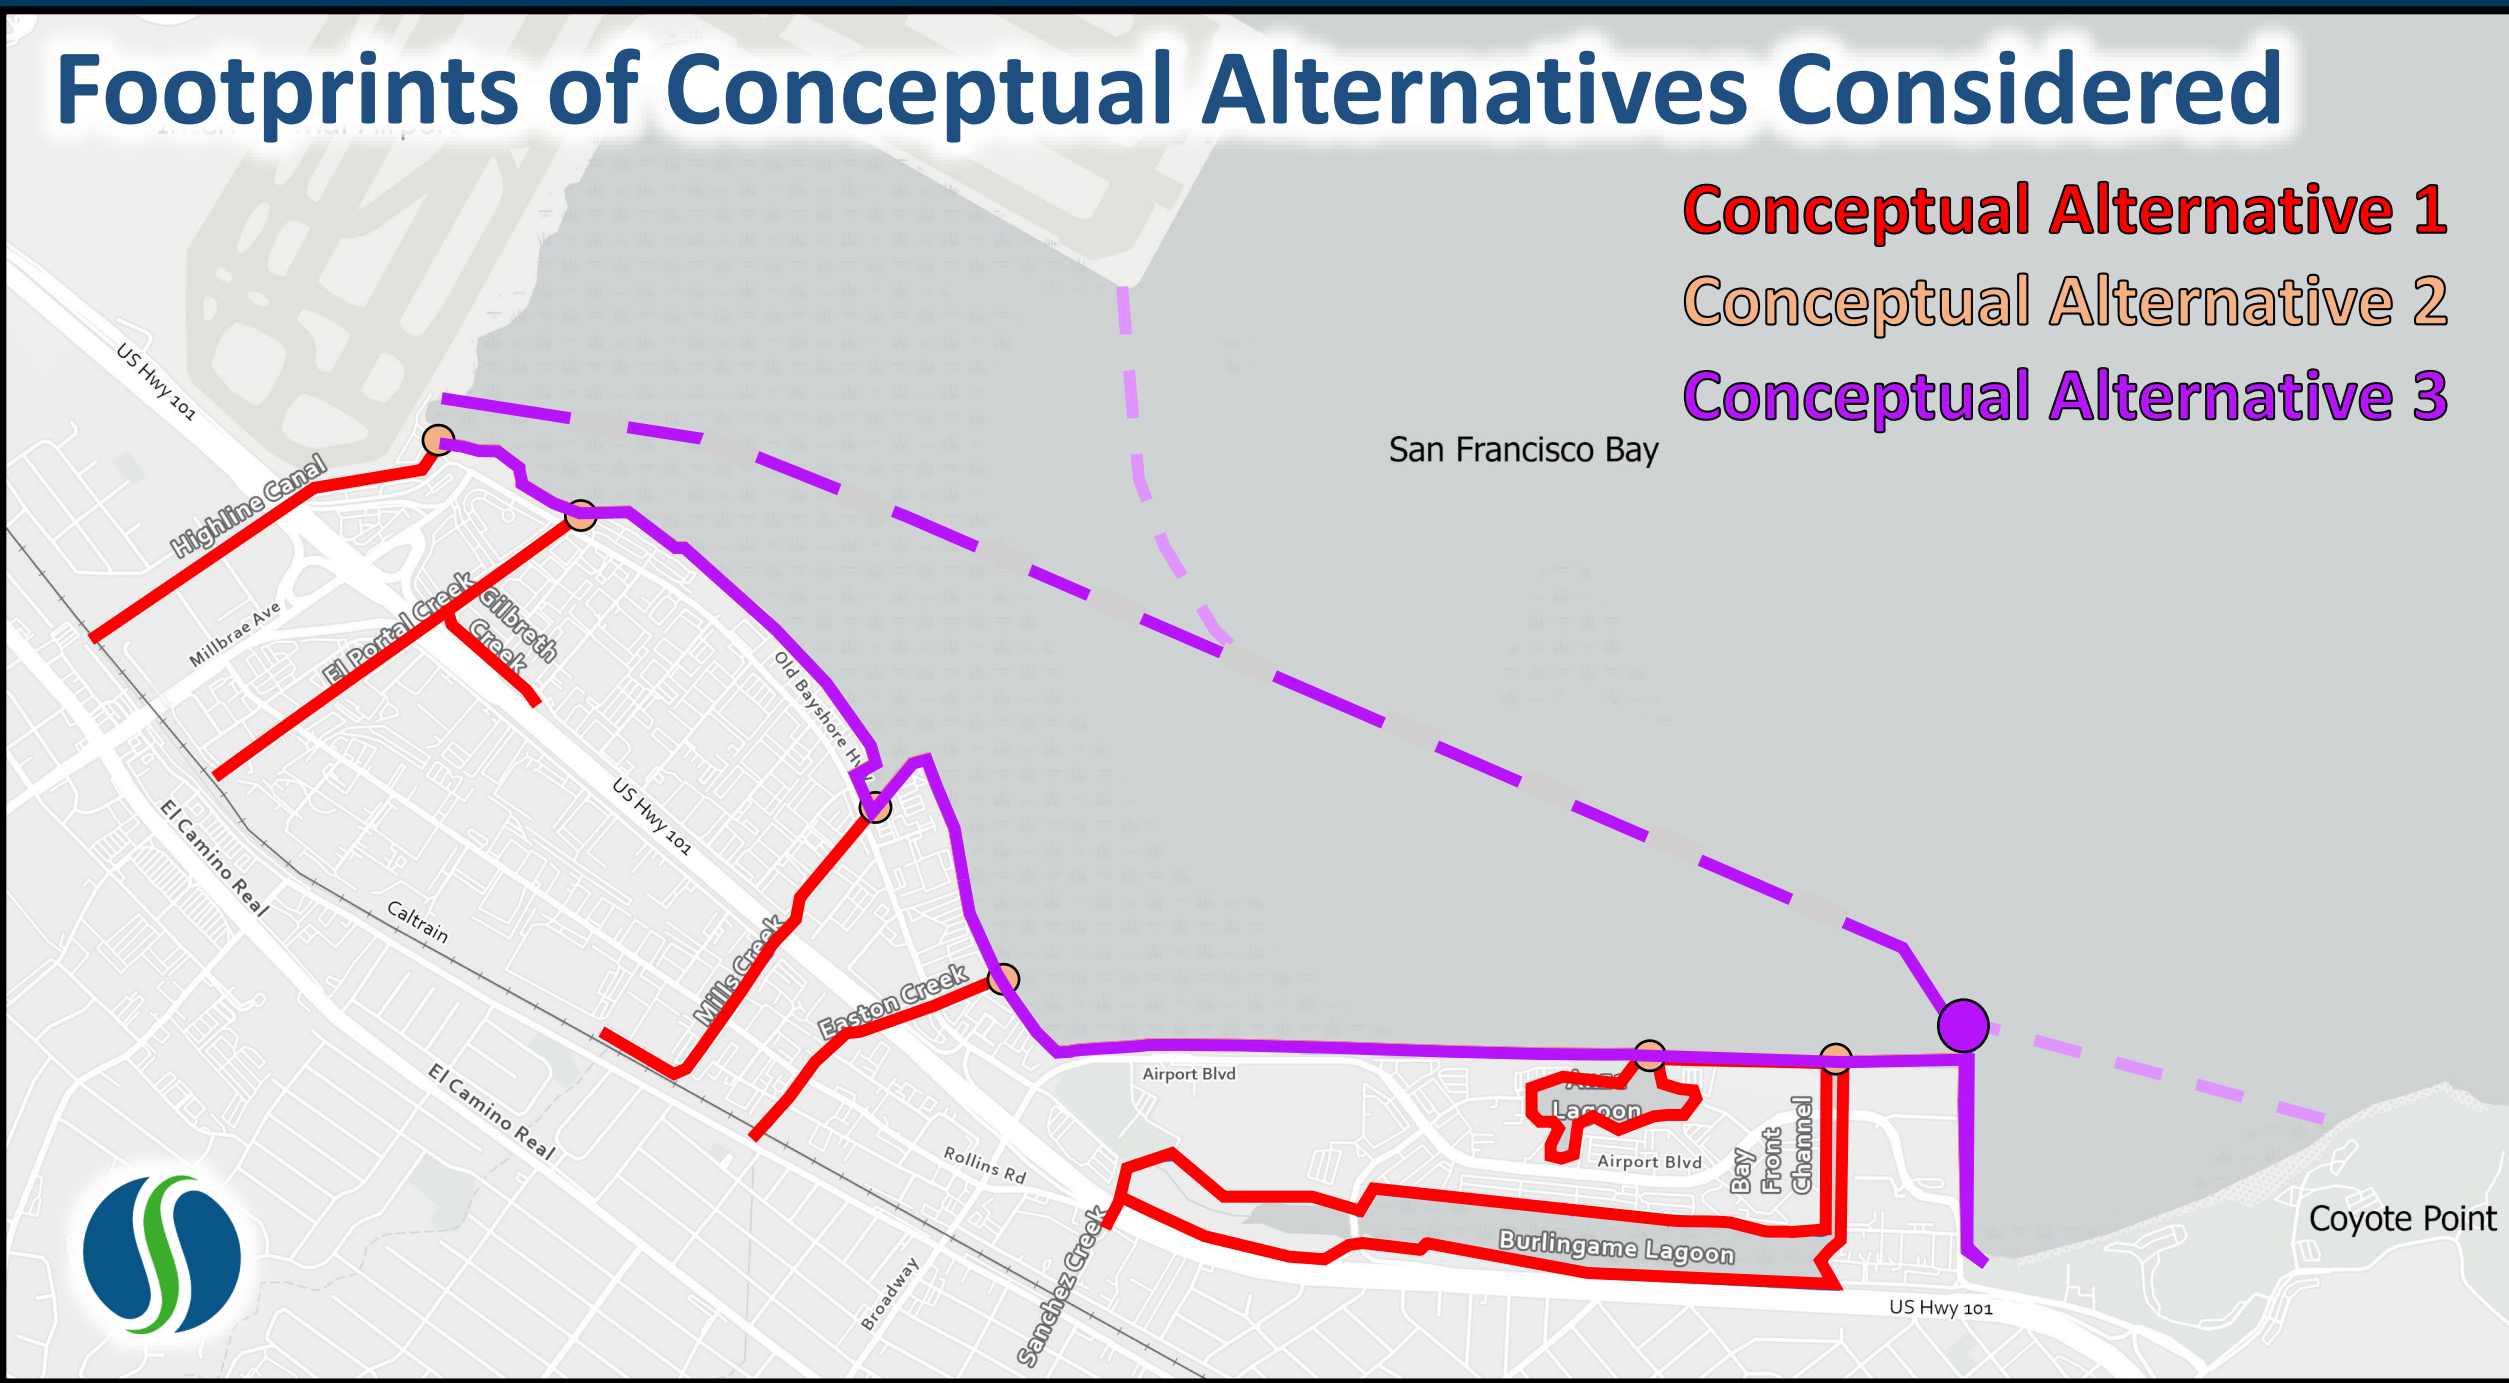 Footprints of Conceptual Alternatives Considered
Conceptual Alternative 1
Conceptual Alternative 2
Conceptual Alternative 3
San Francisco Bay
US Hwy 101
Highline Canal
Millbrae Ave
El Portal Creek
Gilbreth
Creek
Old Bayshore Hwy
US Hwy 101
El Camino Real
Caltrain
Mills Creek
Easton Creek
El Camino Real
Airport Blvd
Rollins Rd
Broadway
Sanchez Creek
Anza
Lagoon
Airport Blvd
Bay
Front
Channel
Burlingame Lagoon
US Hwy 101
Coyote Point